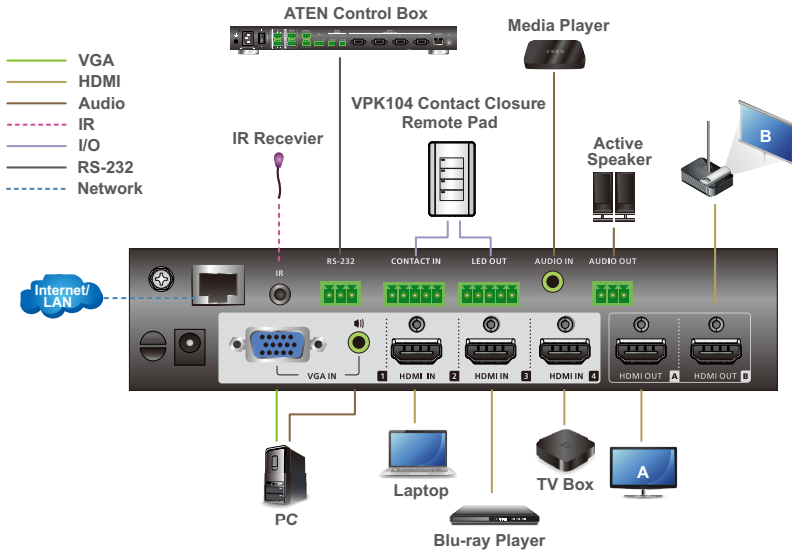 ATEN Control Box
Media Player
VGA
HDMI
Audio
IR
I/O
RS-232
Network
IR Recevier
VPK104 Contact Closure
Remote Pad
Active
Speaker
B
Internet/
LAN
IR
RS-232
CONTACT IN
LED OUT
AUDIO IN
AUDIO OUT
VGA IN
1
HDMI IN
2
HDMI IN
3
HDMI IN
4
HDMI OUT A
HDMI OUT B
PC
Laptop
Blu-ray Player
TV Box
A